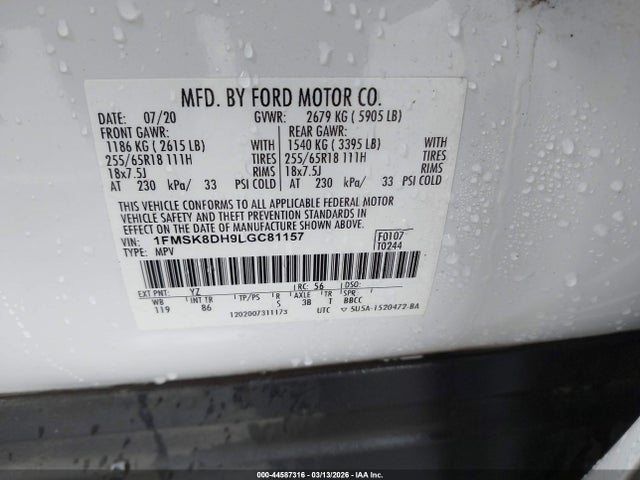 MFD. BY FORD MOTOR CO.
DATE: 07/20 GVWR: 2679 KG ( 5905 LB)
FRONT GAWR: REAR GAWR:
1186 KG ( 2615 LB) WITH 1540 KG ( 3395 LB) WITH
255/65R18 111H TIRES 255/65R18 111H TIRES
18x7.5J RIMS 18x7.5J RIMS
AT 230 kPa/ 33 PSI COLD AT 230 kPa/ 33 PSI COLD
THIS VEHICLE CONFORMS TO ALL APPLICABLE FEDERAL MOTOR
VEHICLE SAFETY AND THEFT PREVENTION STANDARDS IN
EFFECT ON THE DATE OF MANUFACTURE SHOWN ABOVE.
VIN: 1FMSK8DH9LGC81157 F0107
TYPE: MPV T0244
EXT PNT: YZ RC: 56 DSO:
WB INT TR TP/PS R AXLE TR SPR
119 86 S 3B T BBCC
1202007311173 UTC 5U5A-1520472-BA
000-44587316 | 03/13/2026 | IAAI.COM